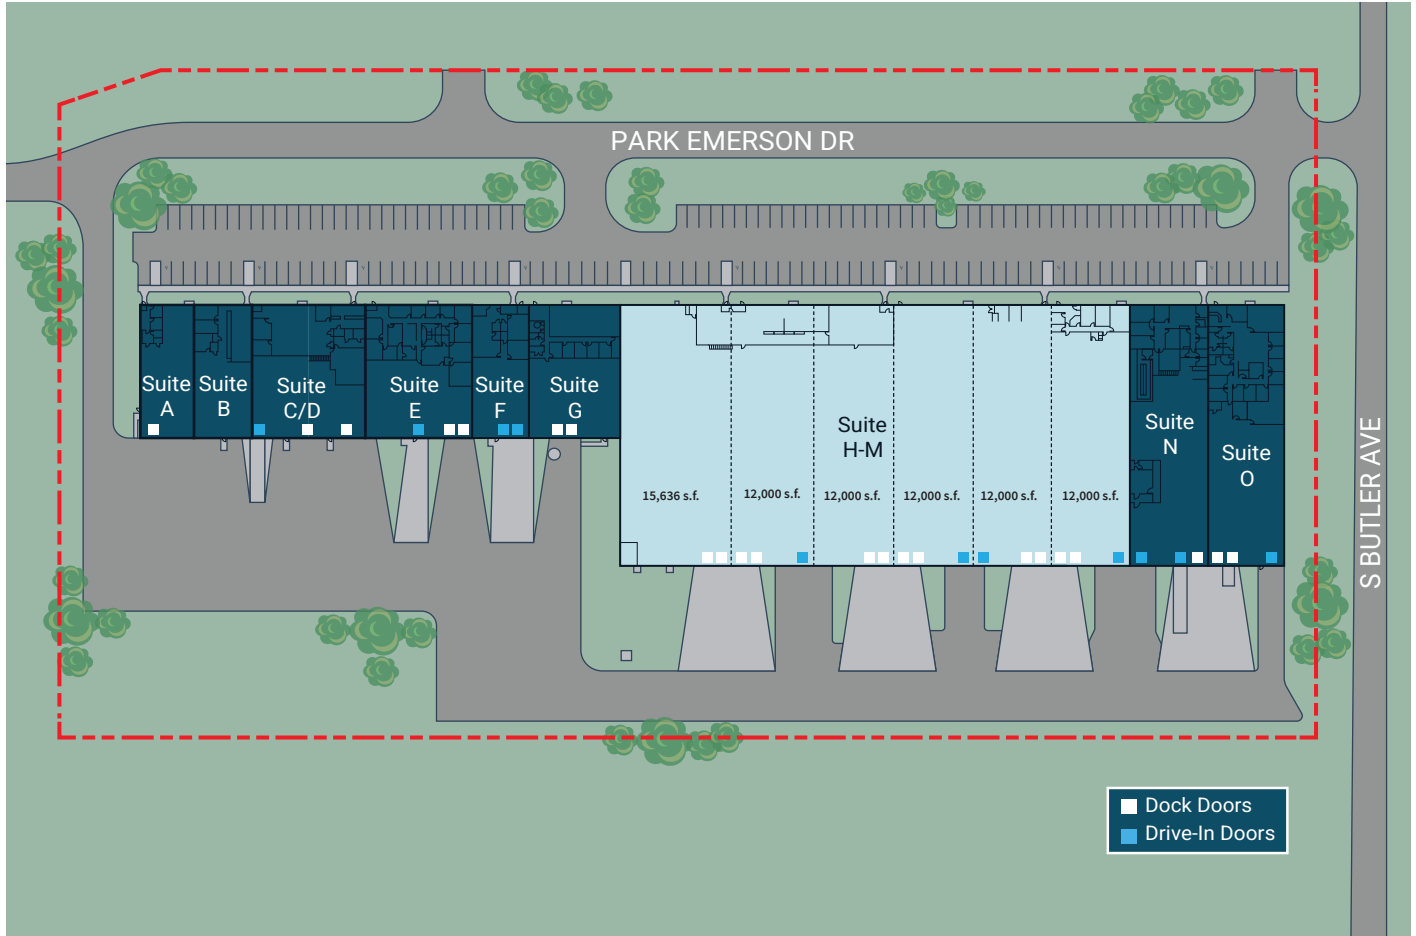 PARK EMERSON DR
Suite
A
Suite
B
Suite
C/D
Suite
E
Suite
F
Suite
G
Suite
H-M
15,636 s.f.
12,000 s.f.
12,000 s.f.
12,000 s.f.
12,000 s.f.
12,000 s.f.
Suite
N
Suite
O
S BUTLER AVE
Dock Doors
Drive-In Doors